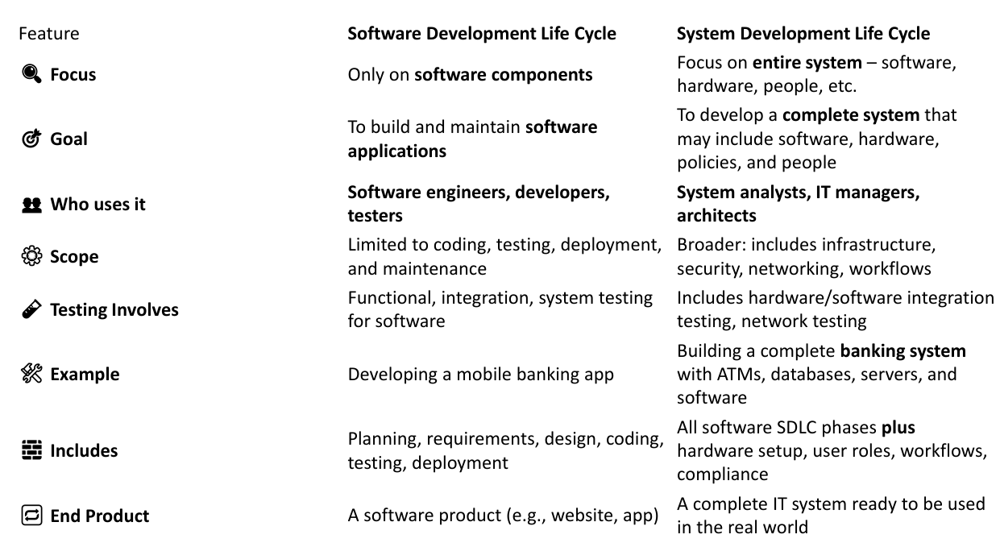 Feature
Software Development Life Cycle
System Development Life Cycle
Focus
Only on software components
Focus on entire system – software,
hardware, people, etc.
Goal
To build and maintain software
applications
To develop a complete system that
may include software, hardware,
policies, and people
Who uses it
Software engineers, developers,
testers
System analysts, IT managers,
architects
Scope
Limited to coding, testing, deployment,
and maintenance
Broader: includes infrastructure,
security, networking, workflows
Testing Involves
Functional, integration, system testing
for software
Includes hardware/software integration
testing, network testing
Example
Developing a mobile banking app
Building a complete banking system
with ATMs, databases, servers, and
software
Includes
Planning, requirements, design, coding,
testing, deployment
All software SDLC phases plus
hardware setup, user roles, workflows,
compliance
End Product
A software product (e.g., website, app)
A complete IT system ready to be used
in the real world